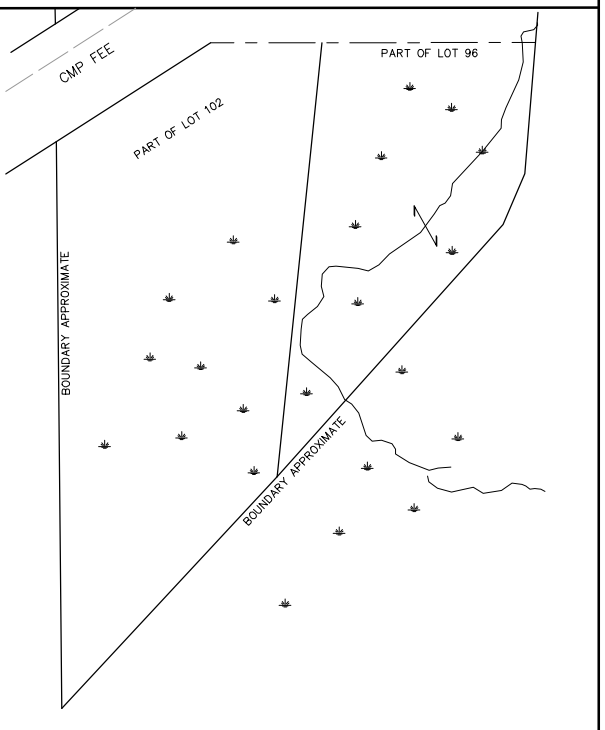 CMP FEE
PART OF LOT 96
PART OF LOT 102
BOUNDARY APPROXIMATE
BOUNDARY APPROXIMATE